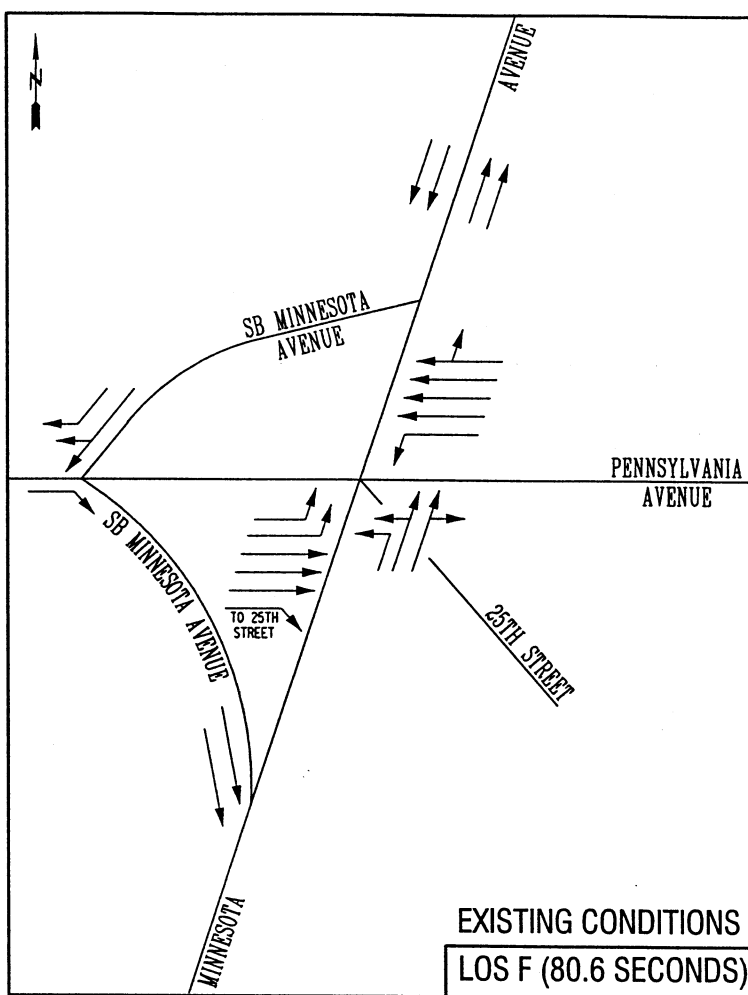 N
AVENUE
SB MINNESOTA
AVENUE
PENNSYLVANIA
AVENUE
SB MINNESOTA AVENUE
TO 25TH
STREET
25TH STREET
MINNESOTA
EXISTING CONDITIONS
LOS F (80.6 SECONDS)